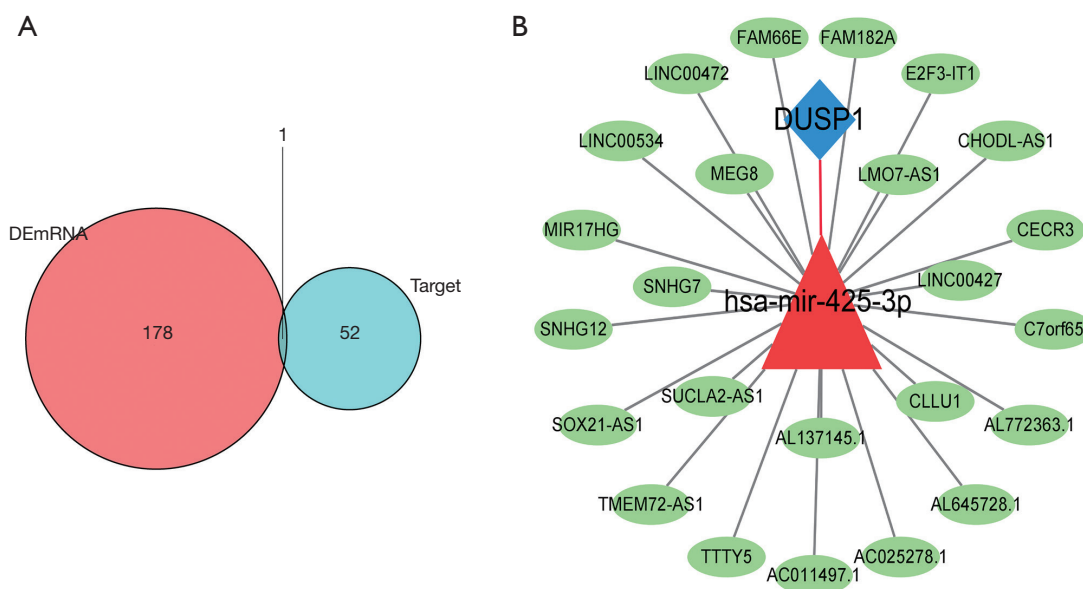 A
B
1
DEmRNA
Target
178
52
FAM66E
FAM182A
LINC00472
E2F3-IT1
DUSP1
LINC00534
CHODL-AS1
MEG8
LMO7-AS1
MIR17HG
CECR3
SNHG7
LINC00427
hsa-mir-425-3p
SNHG12
C7orf65
SUCLA2-AS1
CLLU1
SOX21-AS1
AL772363.1
AL137145.1
TMEM72-AS1
AL645728.1
TTTY5
AC025278.1
AC011497.1